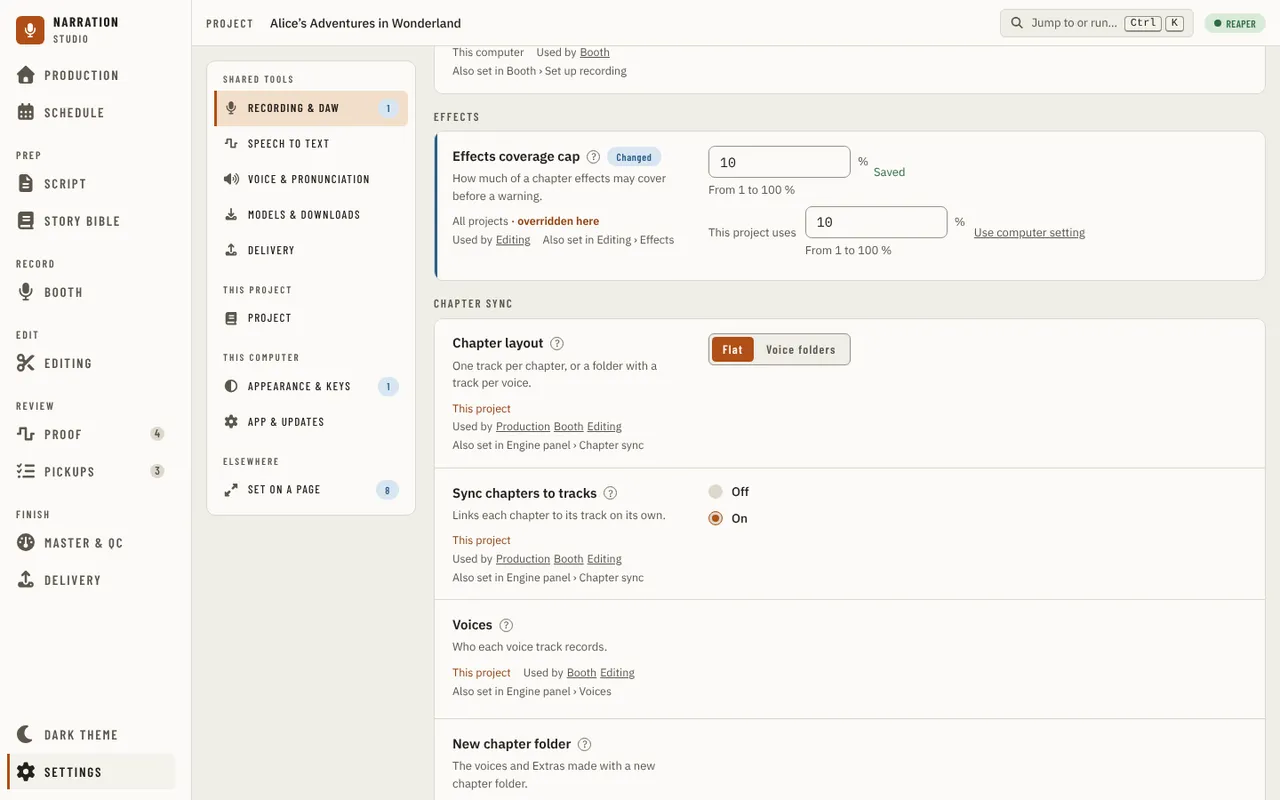 NARRATION
STUDIO
PRODUCTION
SCHEDULE
PREP
SCRIPT
STORY BIBLE
RECORD
BOOTH
EDIT
EDITING
REVIEW
PROOF 4
PICKUPS 3
FINISH
MASTER & QC
DELIVERY
DARK THEME
SETTINGS
PROJECT Alice's Adventures in Wonderland
Jump to or run... Ctrl K
REAPER
SHARED TOOLS
RECORDING & DAW 1
SPEECH TO TEXT
VOICE & PRONUNCIATION
MODELS & DOWNLOADS
DELIVERY
THIS PROJECT
PROJECT
THIS COMPUTER
APPEARANCE & KEYS 1
APP & UPDATES
ELSEWHERE
SET ON A PAGE 8
This computer Used by Booth
Also set in Booth › Set up recording
EFFECTS
Effects coverage cap ? Changed
How much of a chapter effects may cover
before a warning.
All projects · overridden here
Used by Editing Also set in Editing › Effects
10 % Saved
From 1 to 100 %
This project uses 10 % Use computer setting
From 1 to 100 %
CHAPTER SYNC
Chapter layout ?
One track per chapter, or a folder with a
track per voice.
This project
Used by Production Booth Editing
Also set in Engine panel › Chapter sync
Flat Voice folders
Sync chapters to tracks ?
Links each chapter to its track on its own.
This project
Used by Production Booth Editing
Also set in Engine panel › Chapter sync
Off
On
Voices ?
Who each voice track records.
This project Used by Booth Editing
Also set in Engine panel › Voices
New chapter folder ?
The voices and Extras made with a new
chapter folder.